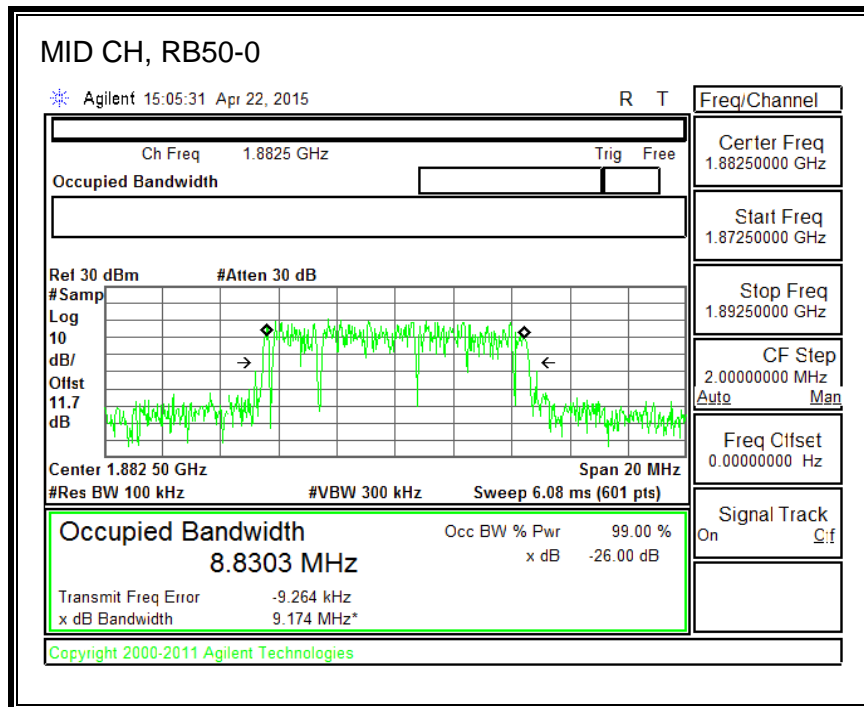 MID CH, RB50-0
Agilent 15:05:31 Apr 22, 2015 R T
Freq/Channel
Ch Freq 1.8825 GHz Trig Free
Occupied Bandwidth
Center Freq
1.88250000 GHz
Start Freq
1.87250000 GHz
Stop Freq
1.89250000 GHz
CF Step
2.00000000 MHz
Auto Man
Freq Offset
0.00000000 Hz
Signal Track
On Off
Ref 30 dBm #Atten 30 dB
#Samp
Log
10
dB/
Offst
11.7
dB
Center 1.882 50 GHz Span 20 MHz
#Res BW 100 kHz #VBW 300 kHz Sweep 6.08 ms (601 pts)
Occupied Bandwidth
8.8303 MHz
Occ BW % Pwr 99.00 %
x dB -26.00 dB
Transmit Freq Error -9.264 kHz
x dB Bandwidth 9.174 MHz*
Copyright 2000-2011 Agilent Technologies